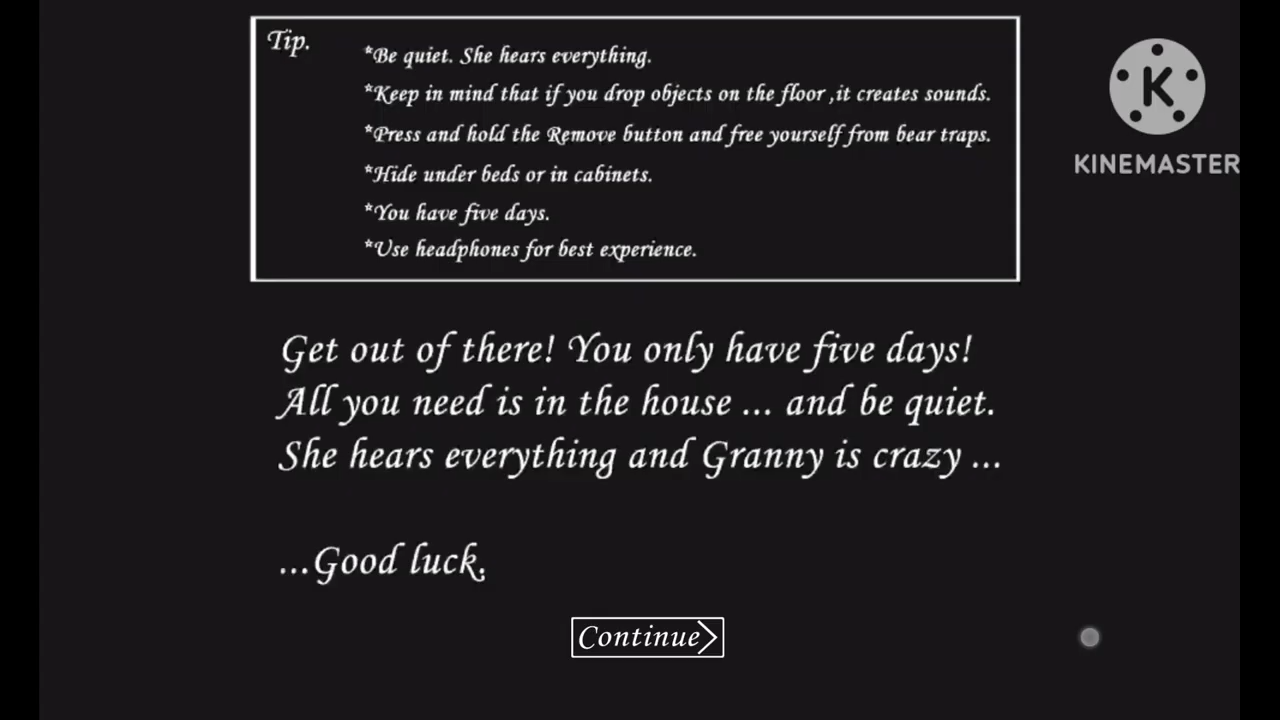 Tip.
*Be quiet. She hears everything.
*Keep in mind that if you drop objects on the floor ,it creates sounds.
*Press and hold the Remove button and free yourself from bear traps.
*Hide under beds or in cabinets.
*You have five days.
*Use headphones for best experience.
K
KINEMASTER
Get out of there! You only have five days!
All you need is in the house ... and be quiet.
She hears everything and Granny is crazy ...
...Good luck.
Continue>